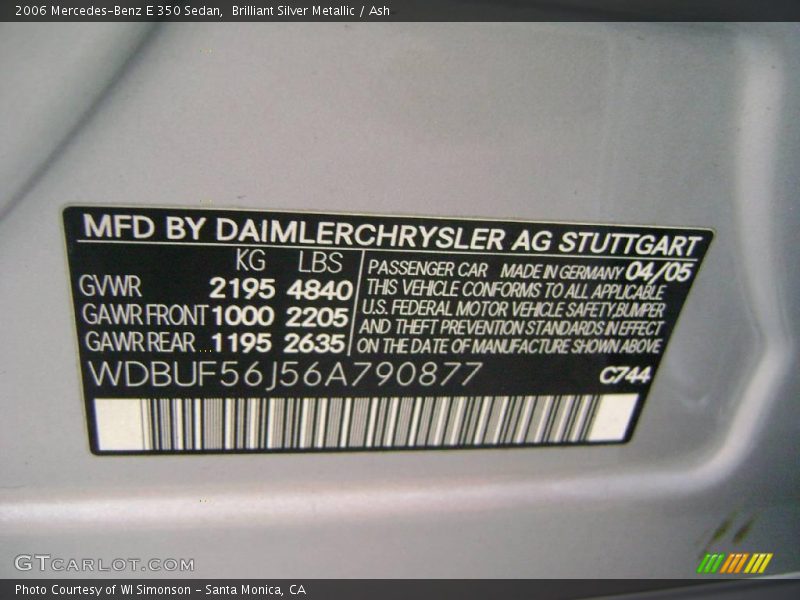 2006 Mercedes-Benz E 350 Sedan, Brilliant Silver Metallic / Ash
MFD BY DAIMLERCHRYSLER AG STUTTGART
KG LBS
GVWR 2195 4840
GAWR FRONT 1000 2205
GAWR REAR 1195 2635
PASSENGER CAR MADE IN GERMANY 04/05
THIS VEHICLE CONFORMS TO ALL APPLICABLE
U.S. FEDERAL MOTOR VEHICLE SAFETY, BUMPER
AND THEFT PREVENTION STANDARDS IN EFFECT
ON THE DATE OF MANUFACTURE SHOWN ABOVE
WDBUF56J56A790877 C744
GTCARLOT.COM
Photo Courtesy of WI Simonson - Santa Monica, CA